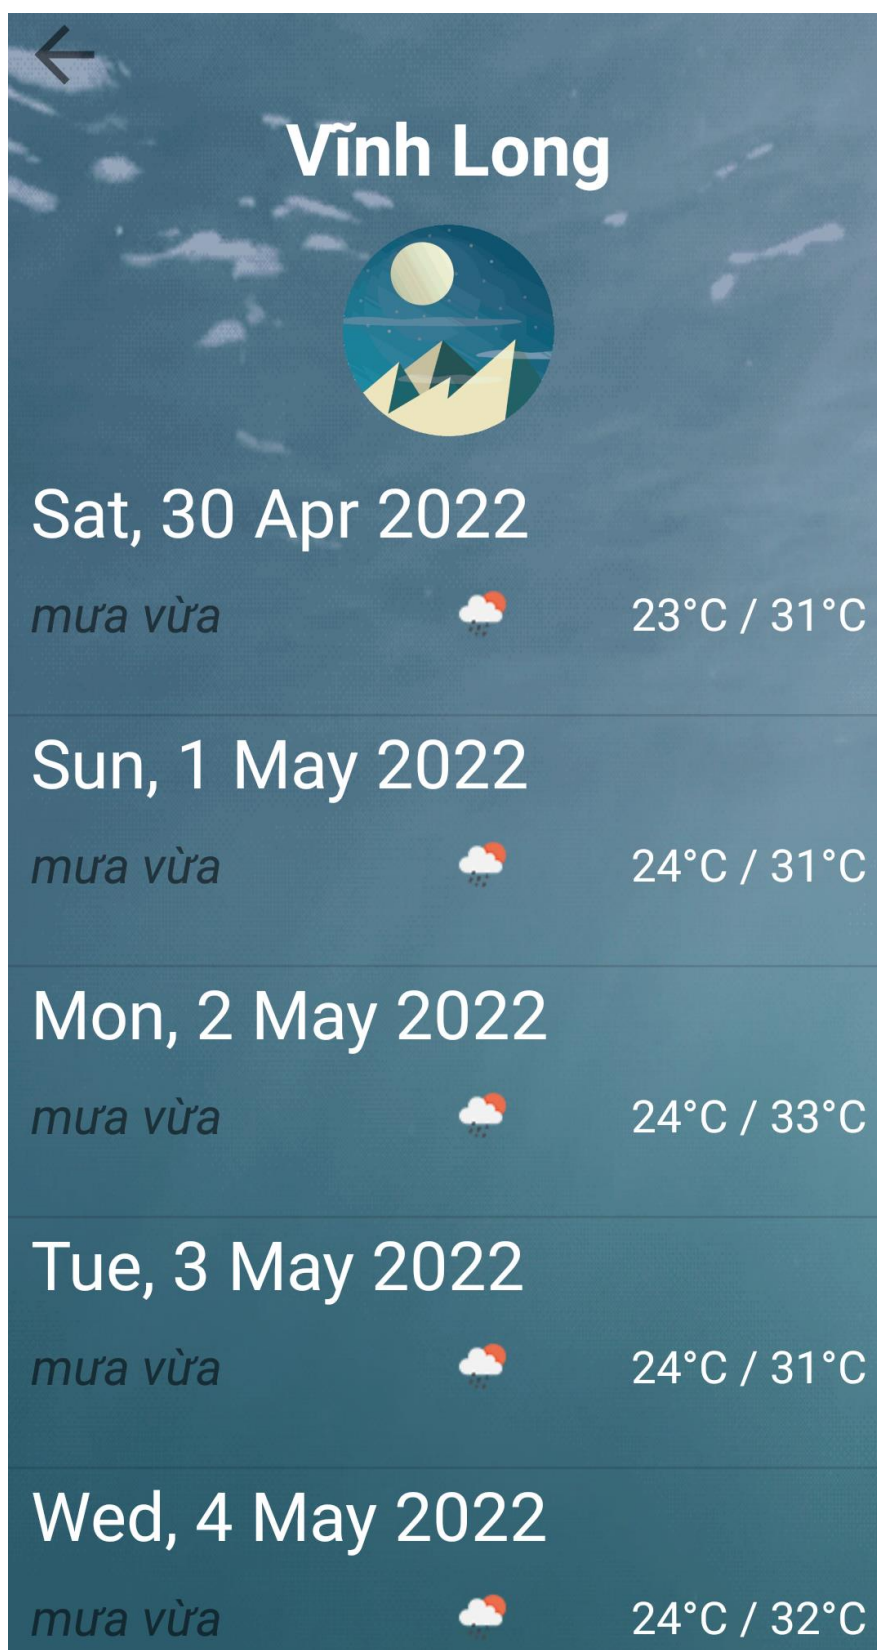 Vĩnh Long
Sat, 30 Apr 2022
mưa vừa 23°C / 31°C
Sun, 1 May 2022
mưa vừa 24°C / 31°C
Mon, 2 May 2022
mưa vừa 24°C / 33°C
Tue, 3 May 2022
mưa vừa 24°C / 31°C
Wed, 4 May 2022
mưa vừa 24°C / 32°C